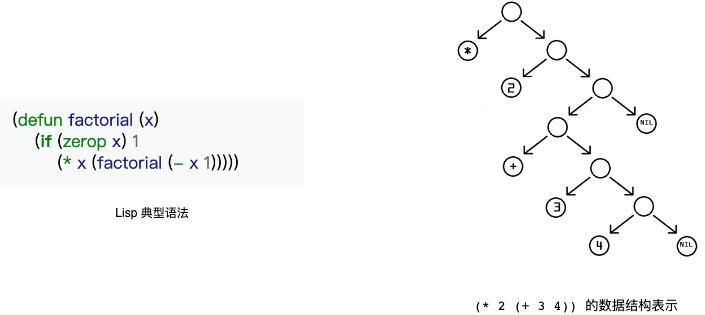 (defun factorial (x)
(if (zerop x) 1
(* x (factorial (- x 1)))))
Lisp 典型语法
*
2
NIL
+
3
4
NIL
(* 2 (+ 3 4)) 的数据结构表示